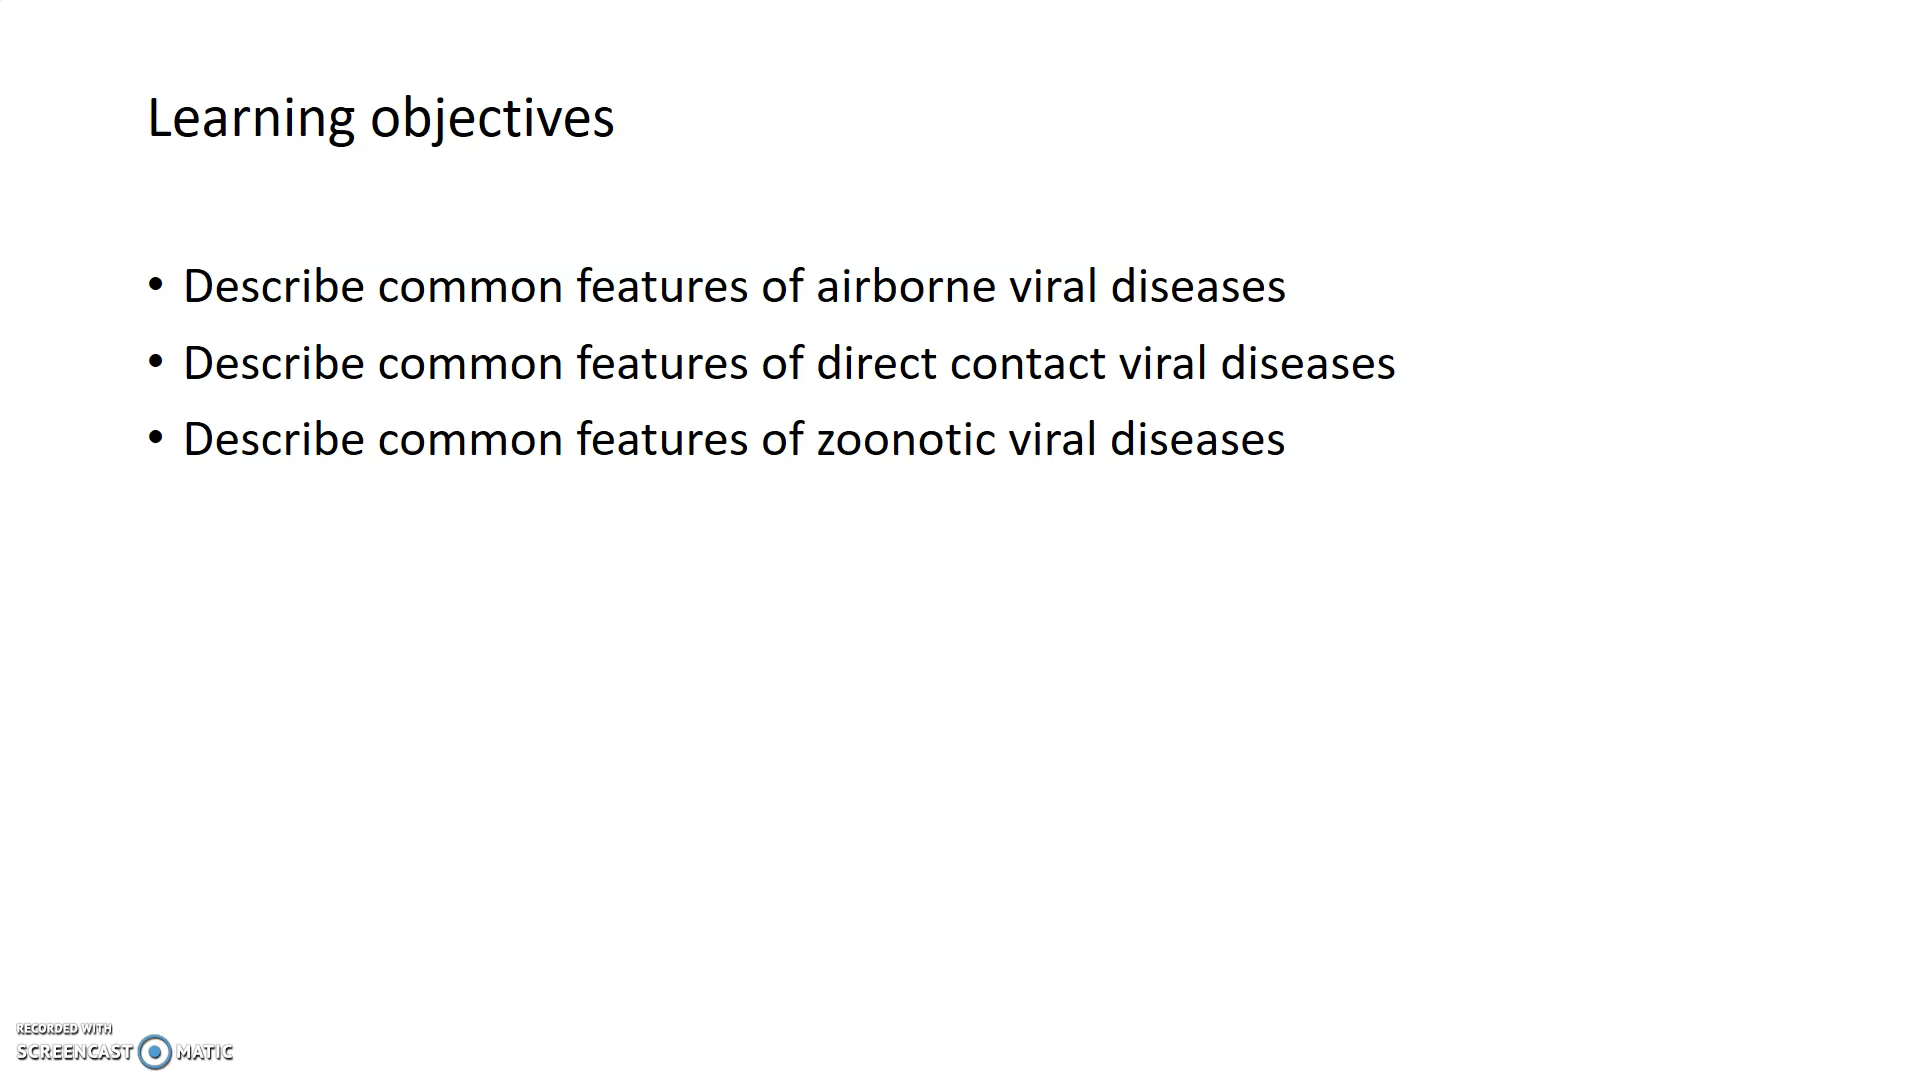 Learning objectives
• Describe common features of airborne viral diseases
• Describe common features of direct contact viral diseases
• Describe common features of zoonotic viral diseases
RECORDED WITH
SCREENCAST MATIC